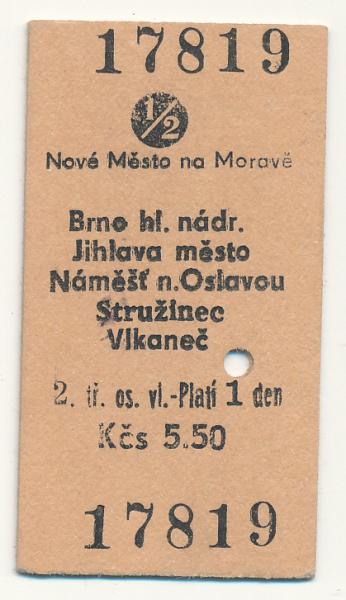 17819
1/2
Nové Město na Moravě
Brno hl. nádr.
Jihlava město
Náměšť n.Oslavou
Stružinec
Vlkaneč
2. tř. os. vl.-Platí 1 den
Kčs 5.50
17819